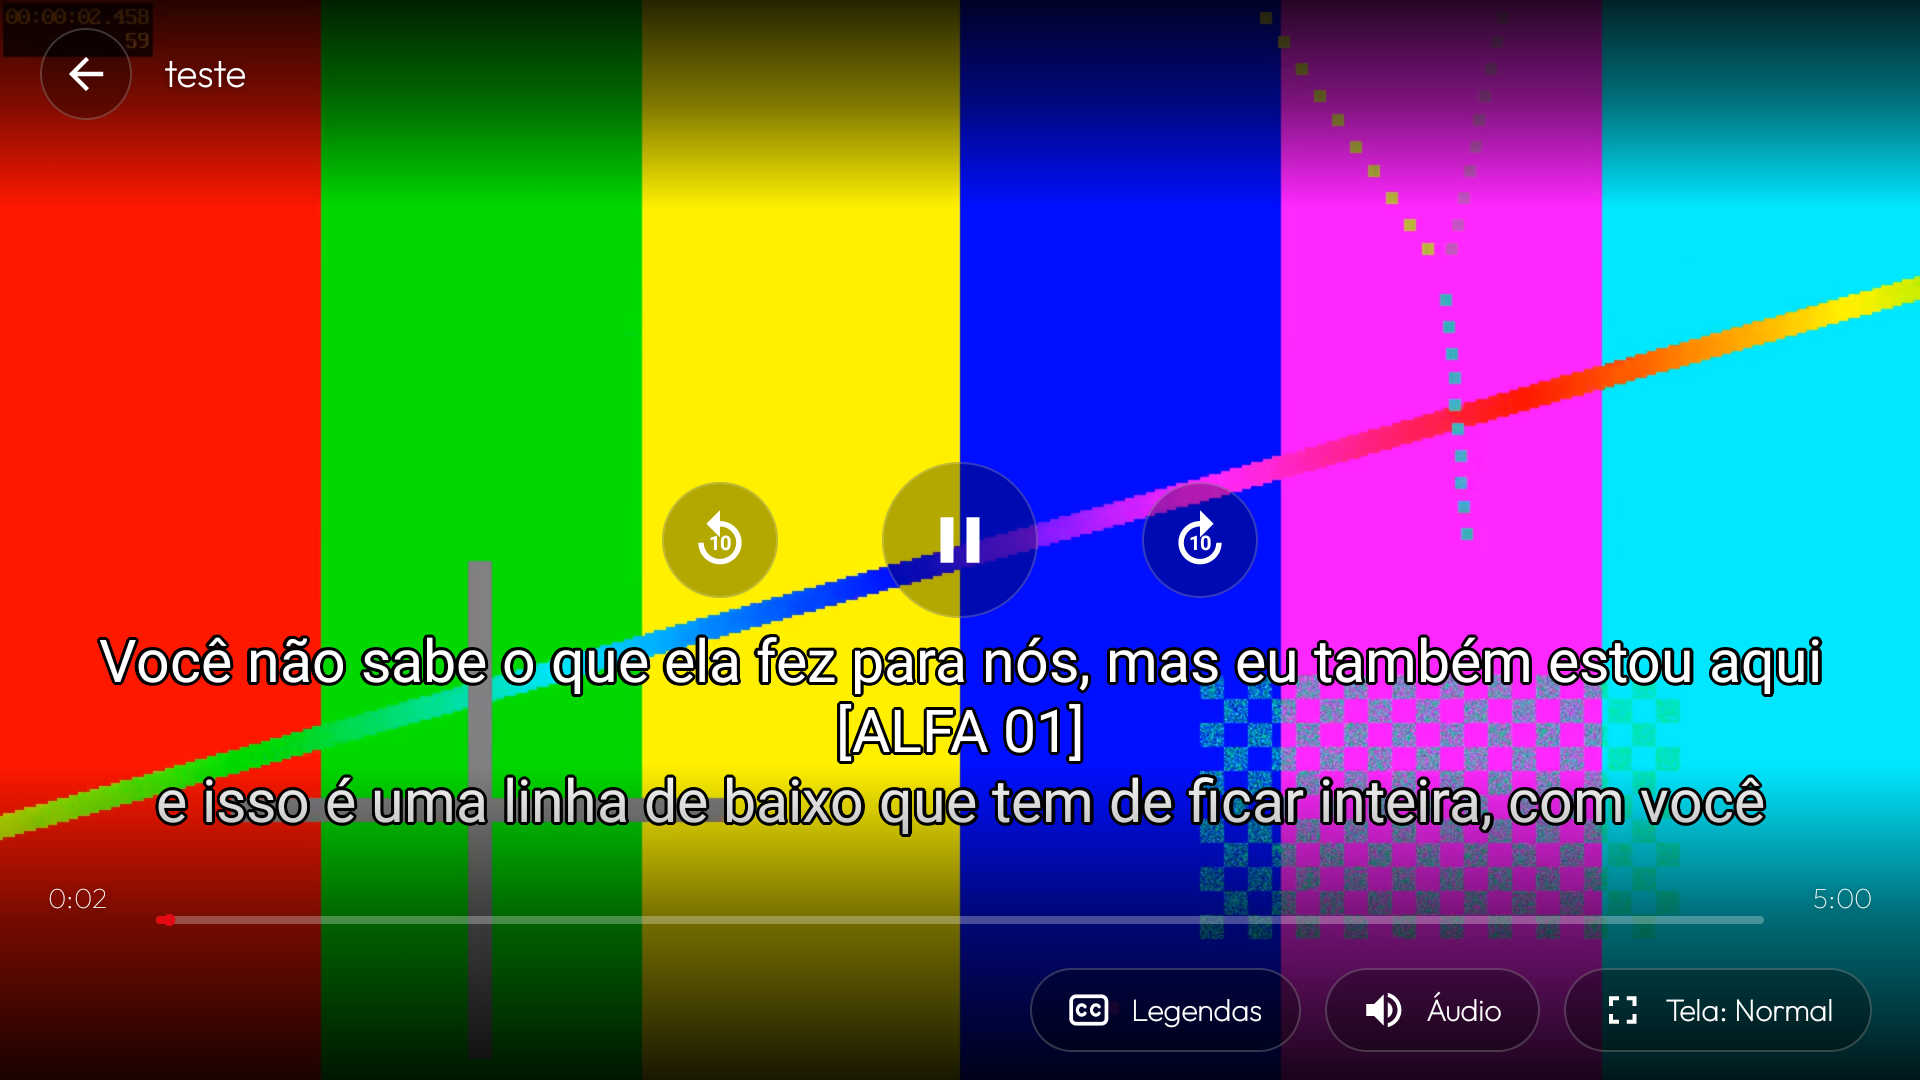 00:00:02.458
59
teste
10
10
Você não sabe o que ela fez para nós, mas eu também estou aqui
[ALFA 01]
e isso é uma linha de baixo que tem de ficar inteira, com você
0:02
5:00
CC Legendas
Áudio
Tela: Normal